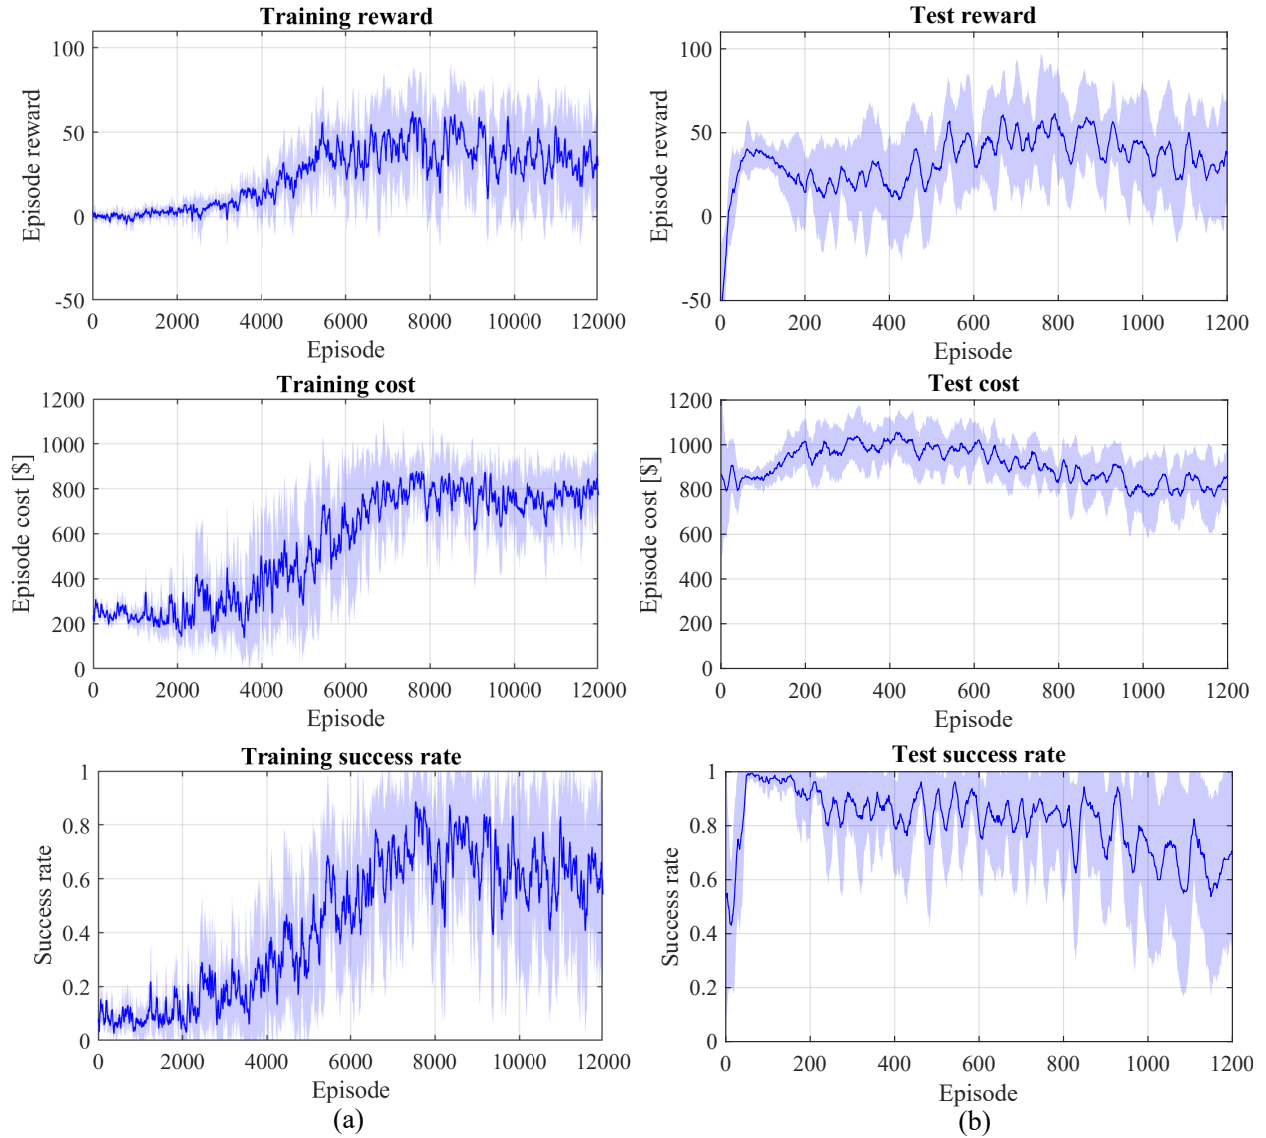 Training reward
100
50
0
-50
Episode reward
0 2000 4000 6000 8000 10000 12000
Episode
Test reward
100
50
0
-50
Episode reward
0 200 400 600 800 1000 1200
Episode
Training cost
1200
1000
800
600
400
200
0
Episode cost [$]
0 2000 4000 6000 8000 10000 12000
Episode
Test cost
1200
1000
800
600
400
200
0
Episode cost [$]
0 200 400 600 800 1000 1200
Episode
Training success rate
1
0.8
0.6
0.4
0.2
0
Success rate
0 2000 4000 6000 8000 10000 12000
Episode
(a)
Test success rate
1
0.8
0.6
0.4
0.2
0
Success rate
0 200 400 600 800 1000 1200
Episode
(b)